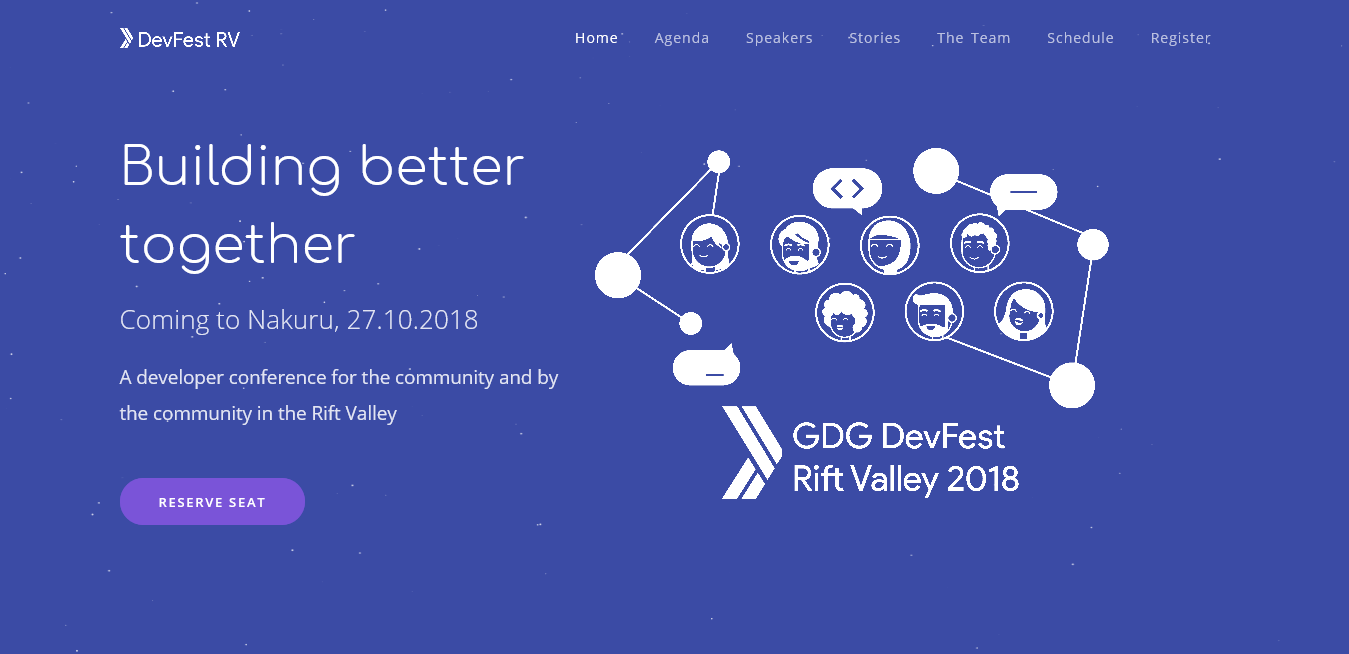 DevFest RV
Home Agenda Speakers Stories The Team Schedule Register
Building better
together
Coming to Nakuru, 27.10.2018
A developer conference for the community and by
the community in the Rift Valley
RESERVE SEAT
< >
GDG DevFest
Rift Valley 2018